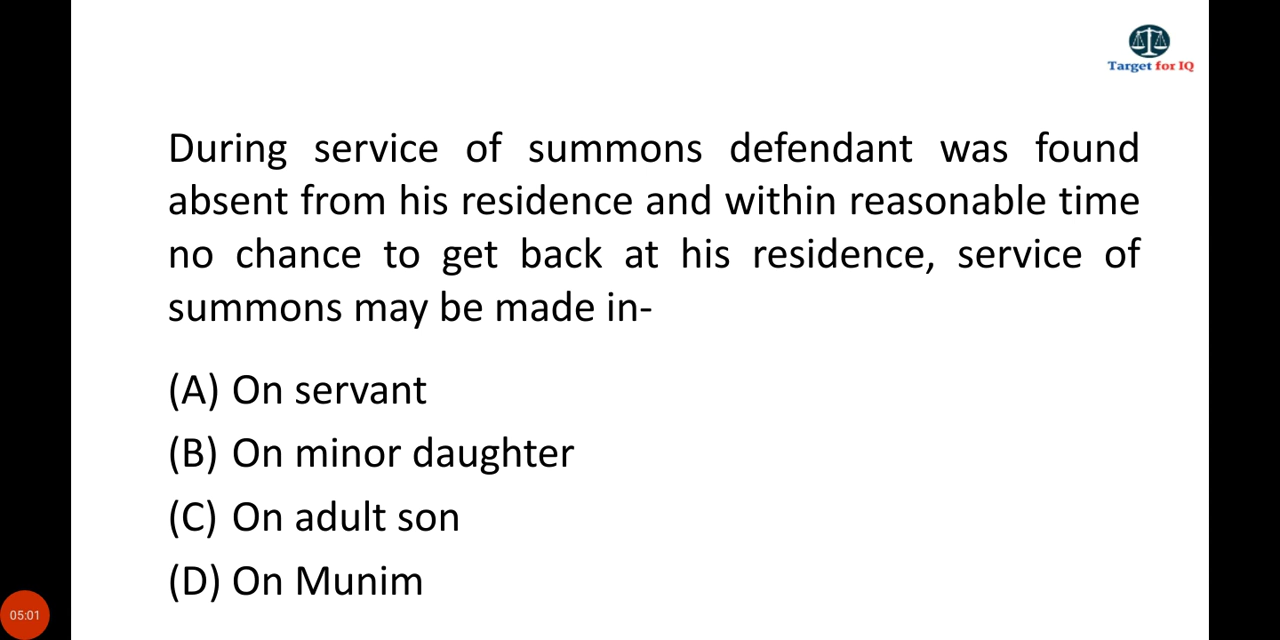 Target for IQ
During service of summons defendant was found
absent from his residence and within reasonable time
no chance to get back at his residence, service of
summons may be made in-
(A) On servant
(B) On minor daughter
(C) On adult son
(D) On Munim
05:01